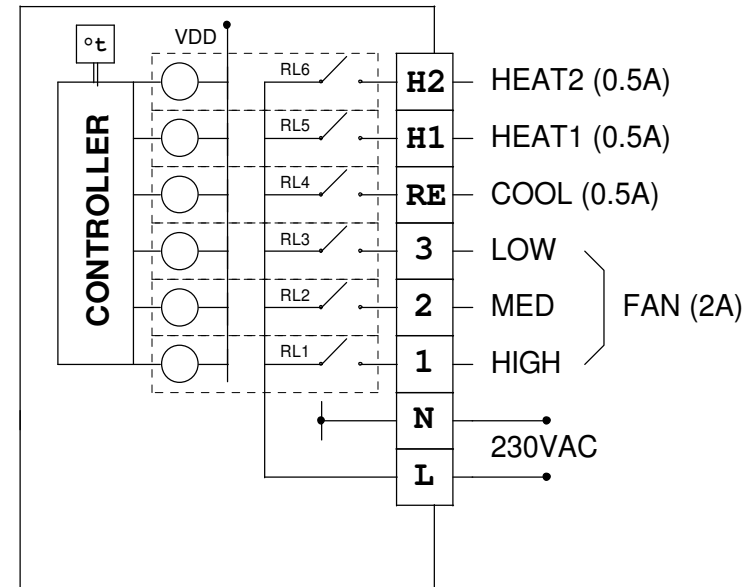 °t
VDD
CONTROLLER
RL6 H2 HEAT2 (0.5A)
RL5 H1 HEAT1 (0.5A)
RL4 RE COOL (0.5A)
RL3 3 LOW
RL2 2 MED FAN (2A)
RL1 1 HIGH
N
230VAC
L